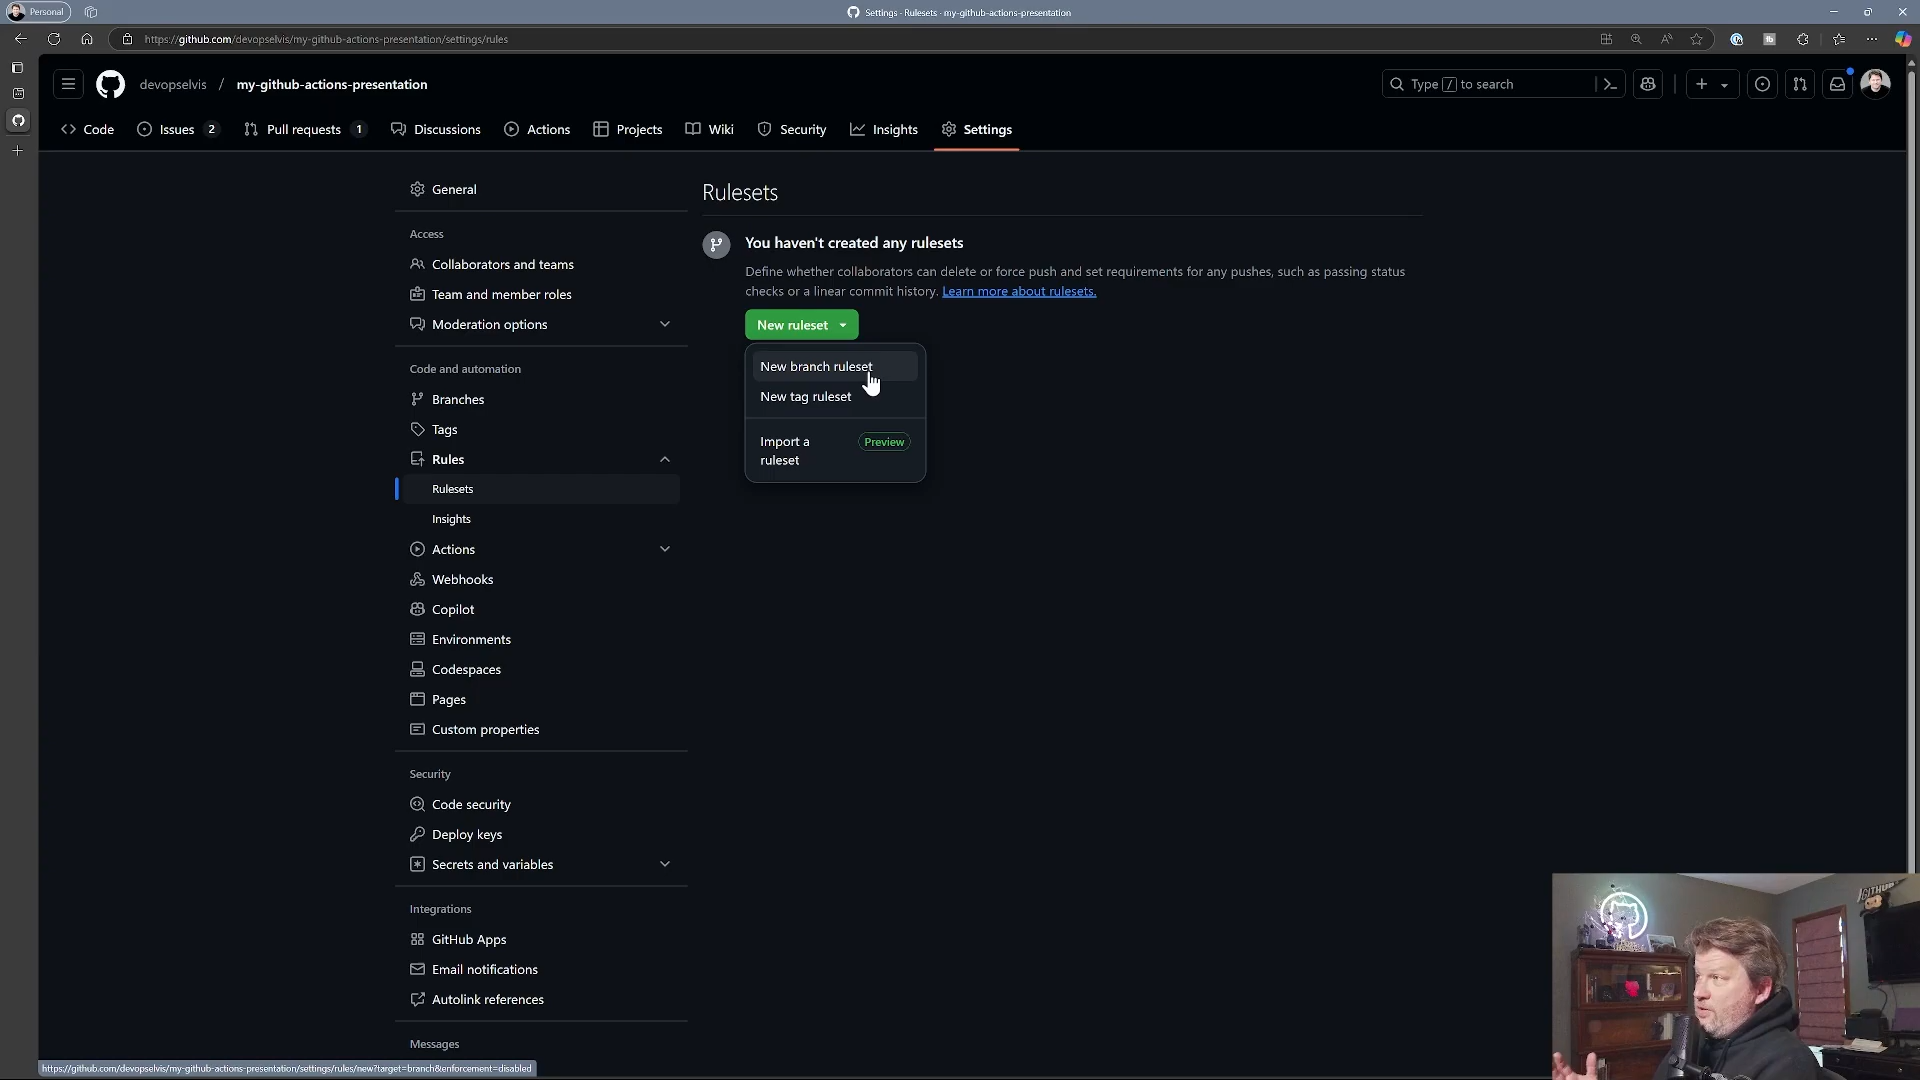 Personal
Settings · Rulesets · my-github-actions-presentation
https://github.com/devopselvis/my-github-actions-presentation/settings/rules
devopselvis / my-github-actions-presentation
Type / to search
Code
Issues 2
Pull requests 1
Discussions
Actions
Projects
Wiki
Security
Insights
Settings
General
Access
Collaborators and teams
Team and member roles
Moderation options
Code and automation
Branches
Tags
Rules
Rulesets
Insights
Actions
Webhooks
Copilot
Environments
Codespaces
Pages
Custom properties
Security
Code security
Deploy keys
Secrets and variables
Integrations
GitHub Apps
Email notifications
Autolink references
Messages
Rulesets
You haven't created any rulesets
Define whether collaborators can delete or force push and set requirements for any pushes, such as passing status
checks or a linear commit history. Learn more about rulesets.
New ruleset
New branch ruleset
New tag ruleset
Import a
ruleset
Preview
https://github.com/devopselvis/my-github-actions-presentation/settings/rules/new?target=branch&enforcement=disabled
GITHUB